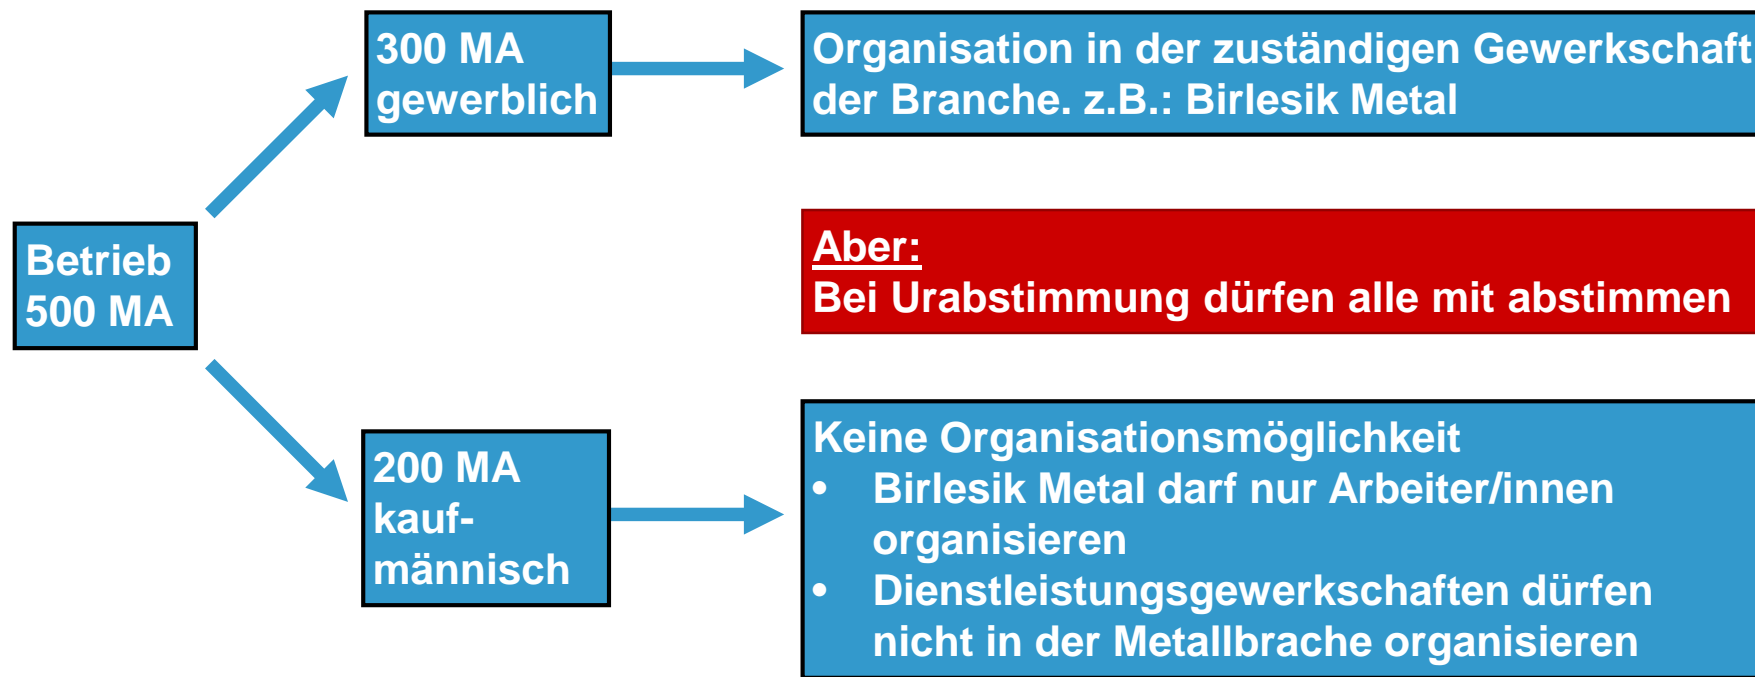 300 MA
gewerblich
Organisation in der zuständigen Gewerkschaft
der Branche. z.B.: Birlesik Metal
Betrieb
500 MA
Aber:
Bei Urabstimmung dürfen alle mit abstimmen
200 MA
kauf-
männisch
Keine Organisationsmöglichkeit
• Birlesik Metal darf nur Arbeiter/innen
organisieren
• Dienstleistungsgewerkschaften dürfen
nicht in der Metallbrache organisieren